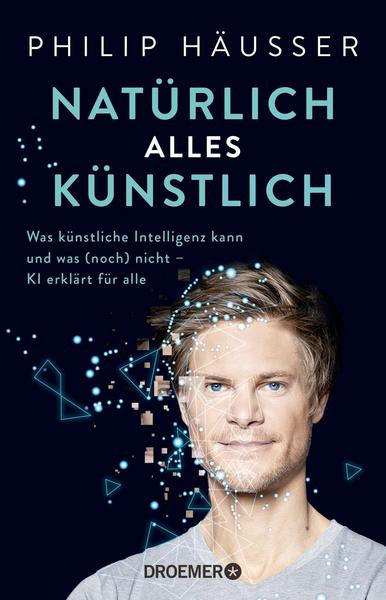 PHILIP HÄUSSER
NATÜRLICH
ALLES
KÜNSTLICH
Was künstliche Intelligenz kann
und was (noch) nicht –
KI erklärt für alle
DROEMER